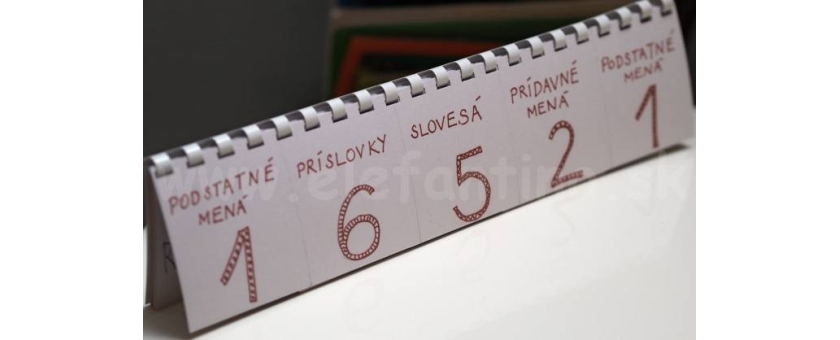 PODSTATNÉ
MENÁ
1
PRÍSLOVKY
6
SLOVESÁ
5
PRÍDAVNÉ
MENÁ
2
PODSTATNÉ
MENÁ
1
www.elefantino.sk